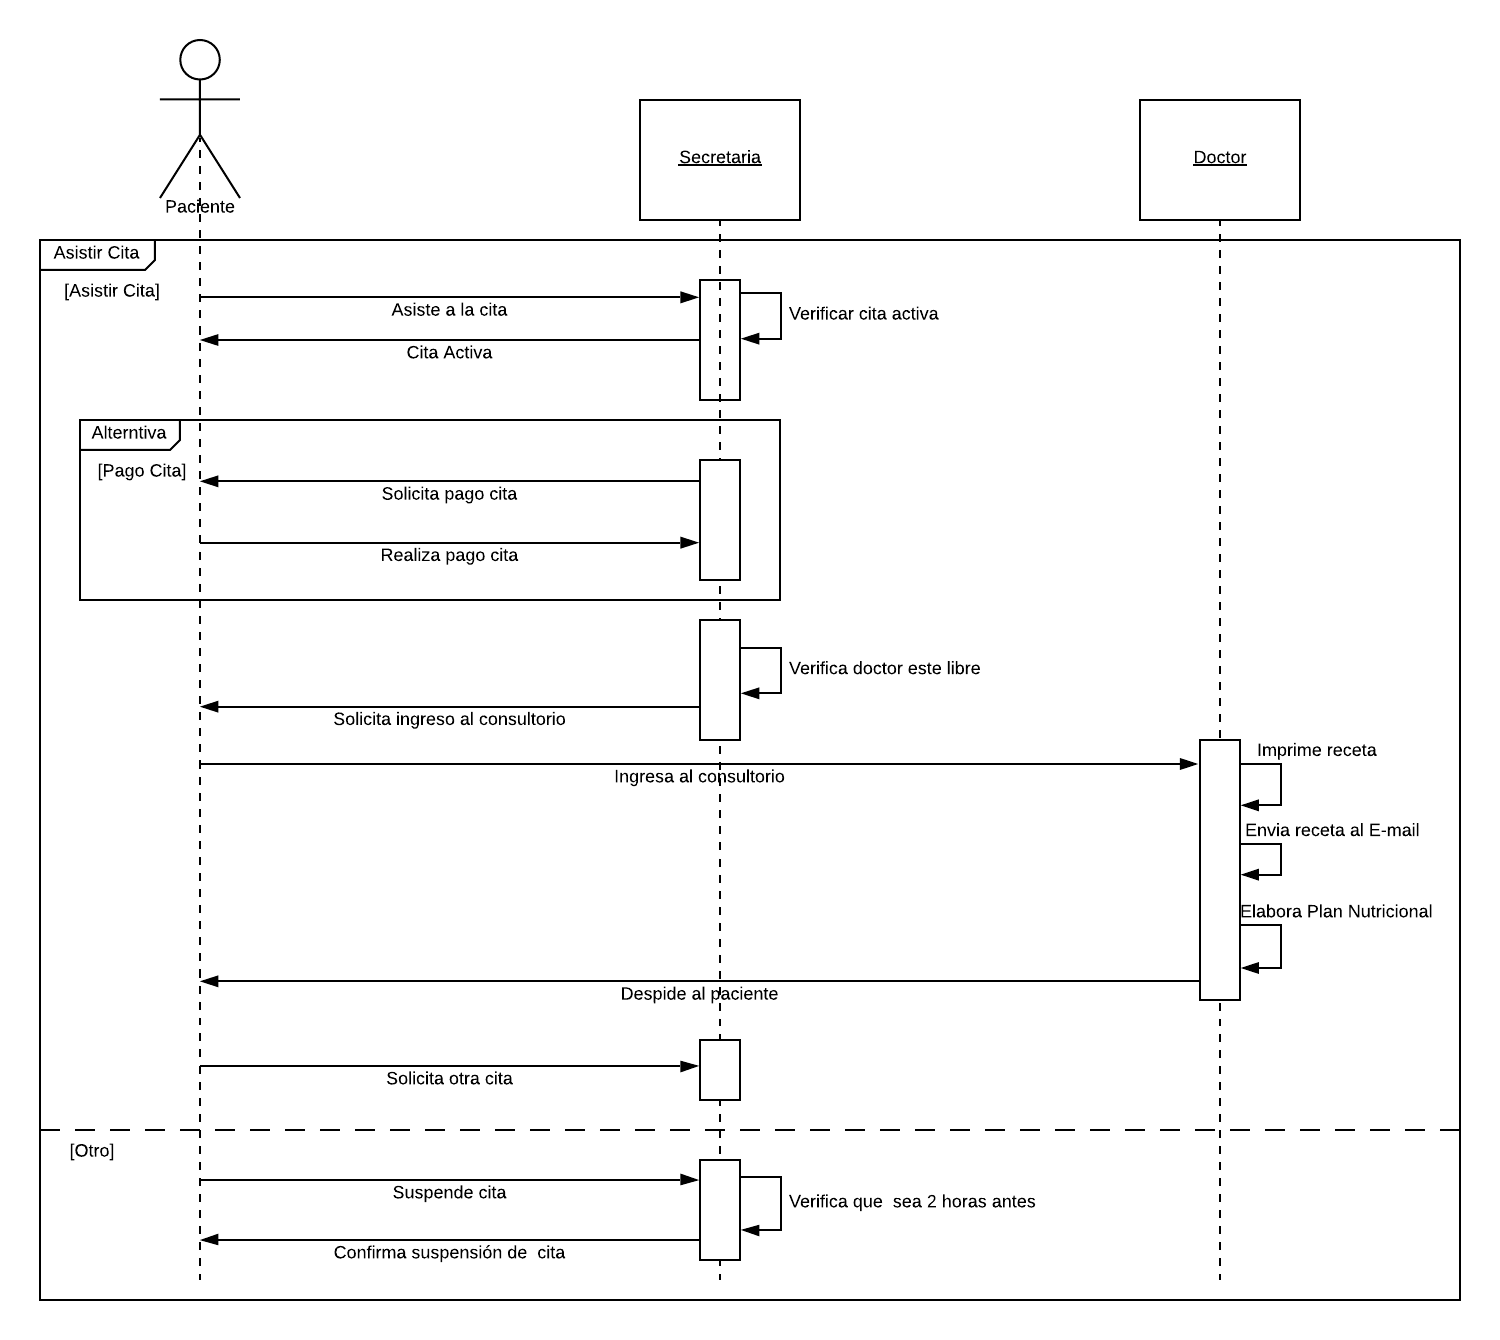 Paciente
Secretaria
Doctor
Asistir Cita
[Asistir Cita]
Asiste a la cita
Verificar cita activa
Cita Activa
Alterntiva
[Pago Cita]
Solicita pago cita
Realiza pago cita
Verifica doctor este libre
Solicita ingreso al consultorio
Imprime receta
Ingresa al consultorio
Envia receta al E-mail
Elabora Plan Nutricional
Despide al paciente
Solicita otra cita
[Otro]
Suspende cita
Verifica que  sea 2 horas antes
Confirma suspensión de  cita